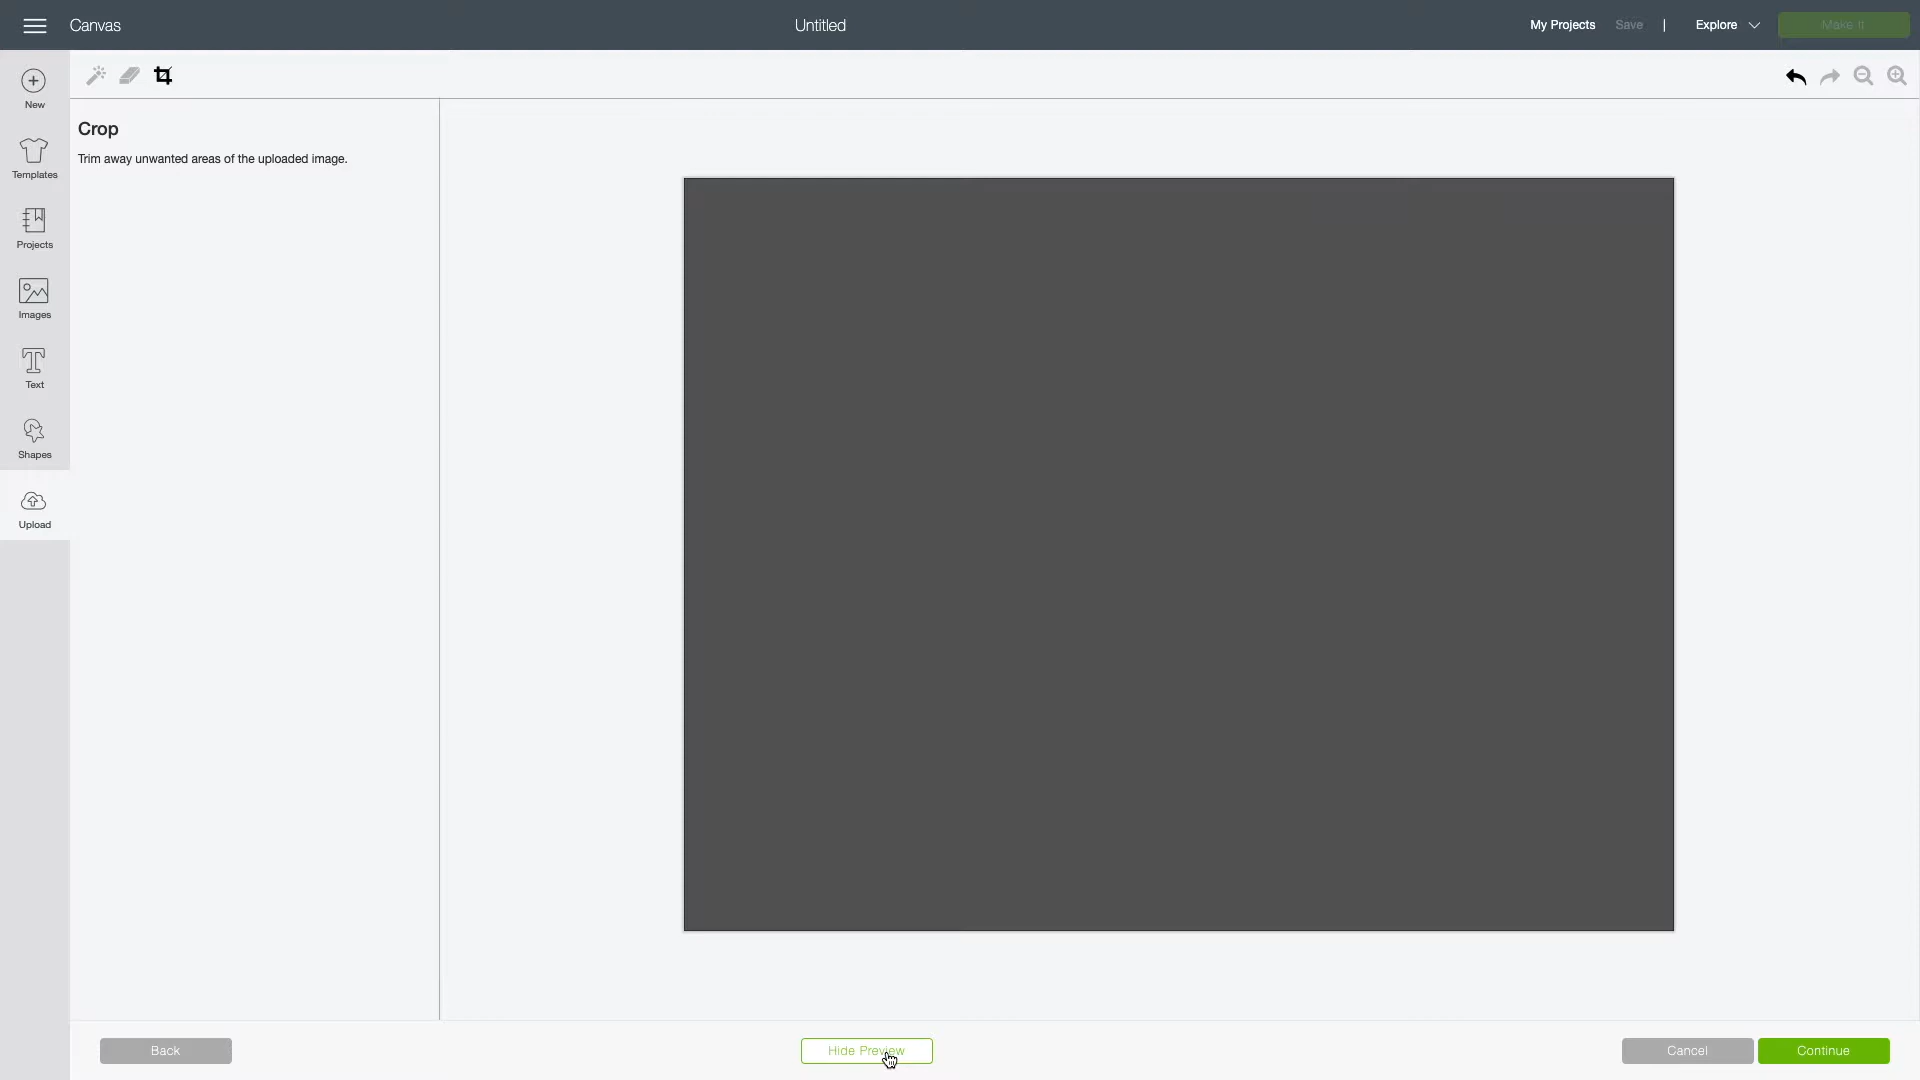 Canvas
Untitled
My Projects
Save
|
Explore
Make It
New
Templates
Projects
Images
Text
Shapes
Upload
Crop
Trim away unwanted areas of the uploaded image.
Back
Hide Preview
Cancel
Continue